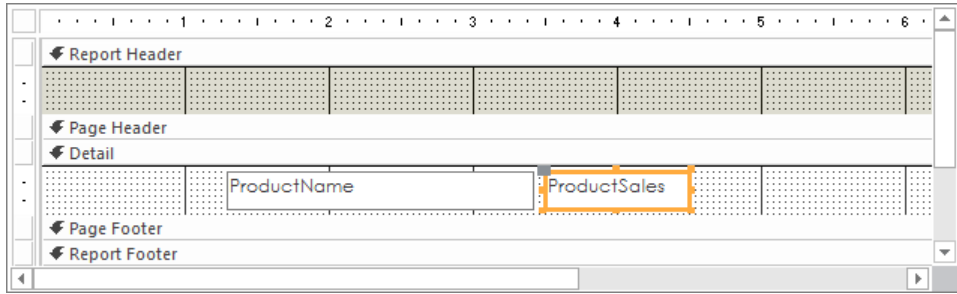 1 2 3 4 5 6
Report Header
Page Header
Detail
ProductName ProductSales
Page Footer
Report Footer